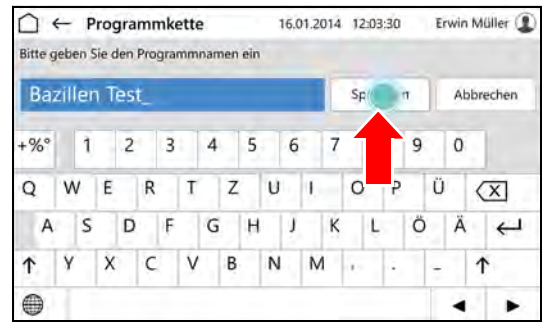 Programmkette 16.01.2014 12:03:30 Erwin Müller
Bitte geben Sie den Programmnamen ein
Bazillen Test_ Abbrechen
+%° 1 2 3 4 5 6 7 9 0
Q W E R T Z U I O P Ü
A S D F G H J K L Ö Ä
Y X C V B N M , . -